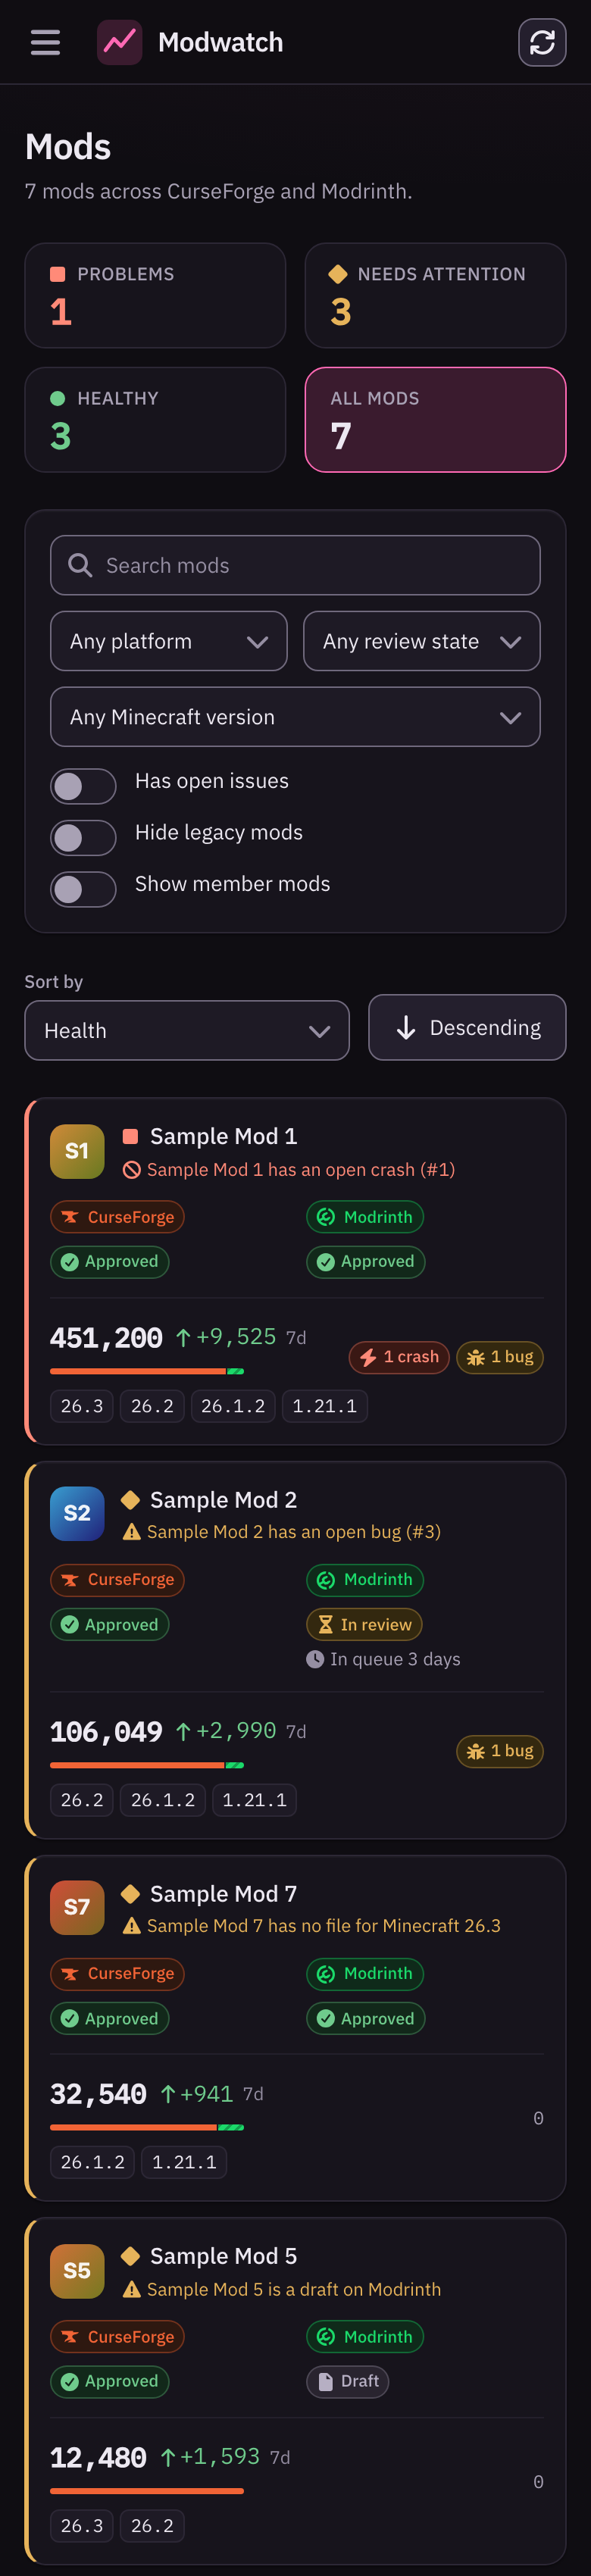 Modwatch
Mods
7 mods across CurseForge and Modrinth.
PROBLEMS
1
NEEDS ATTENTION
3
HEALTHY
3
ALL MODS
7
Search mods
Any platform
Any review state
Any Minecraft version
Has open issues
Hide legacy mods
Show member mods
Sort by
Health
Descending
S1
Sample Mod 1
Sample Mod 1 has an open crash (#1)
CurseForge
Modrinth
Approved
Approved
451,200 +9,525 7d
1 crash
1 bug
26.3 26.2 26.1.2 1.21.1
S2
Sample Mod 2
Sample Mod 2 has an open bug (#3)
CurseForge
Modrinth
Approved
In review
In queue 3 days
106,049 +2,990 7d
1 bug
26.2 26.1.2 1.21.1
S7
Sample Mod 7
Sample Mod 7 has no file for Minecraft 26.3
CurseForge
Modrinth
Approved
Approved
32,540 +941 7d
0
26.1.2 1.21.1
S5
Sample Mod 5
Sample Mod 5 is a draft on Modrinth
CurseForge
Modrinth
Approved
Draft
12,480 +1,593 7d
0
26.3 26.2